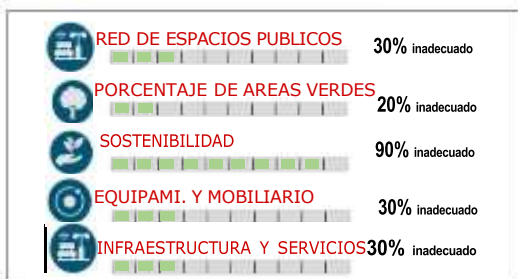 RED DE ESPACIOS PUBLICOS 30% inadecuado
PORCENTAJE DE AREAS VERDES 20% inadecuado
SOSTENIBILIDAD 90% inadecuado
EQUIPAMI. Y MOBILIARIO 30% inadecuado
INFRAESTRUCTURA Y SERVICIOS 30% inadecuado